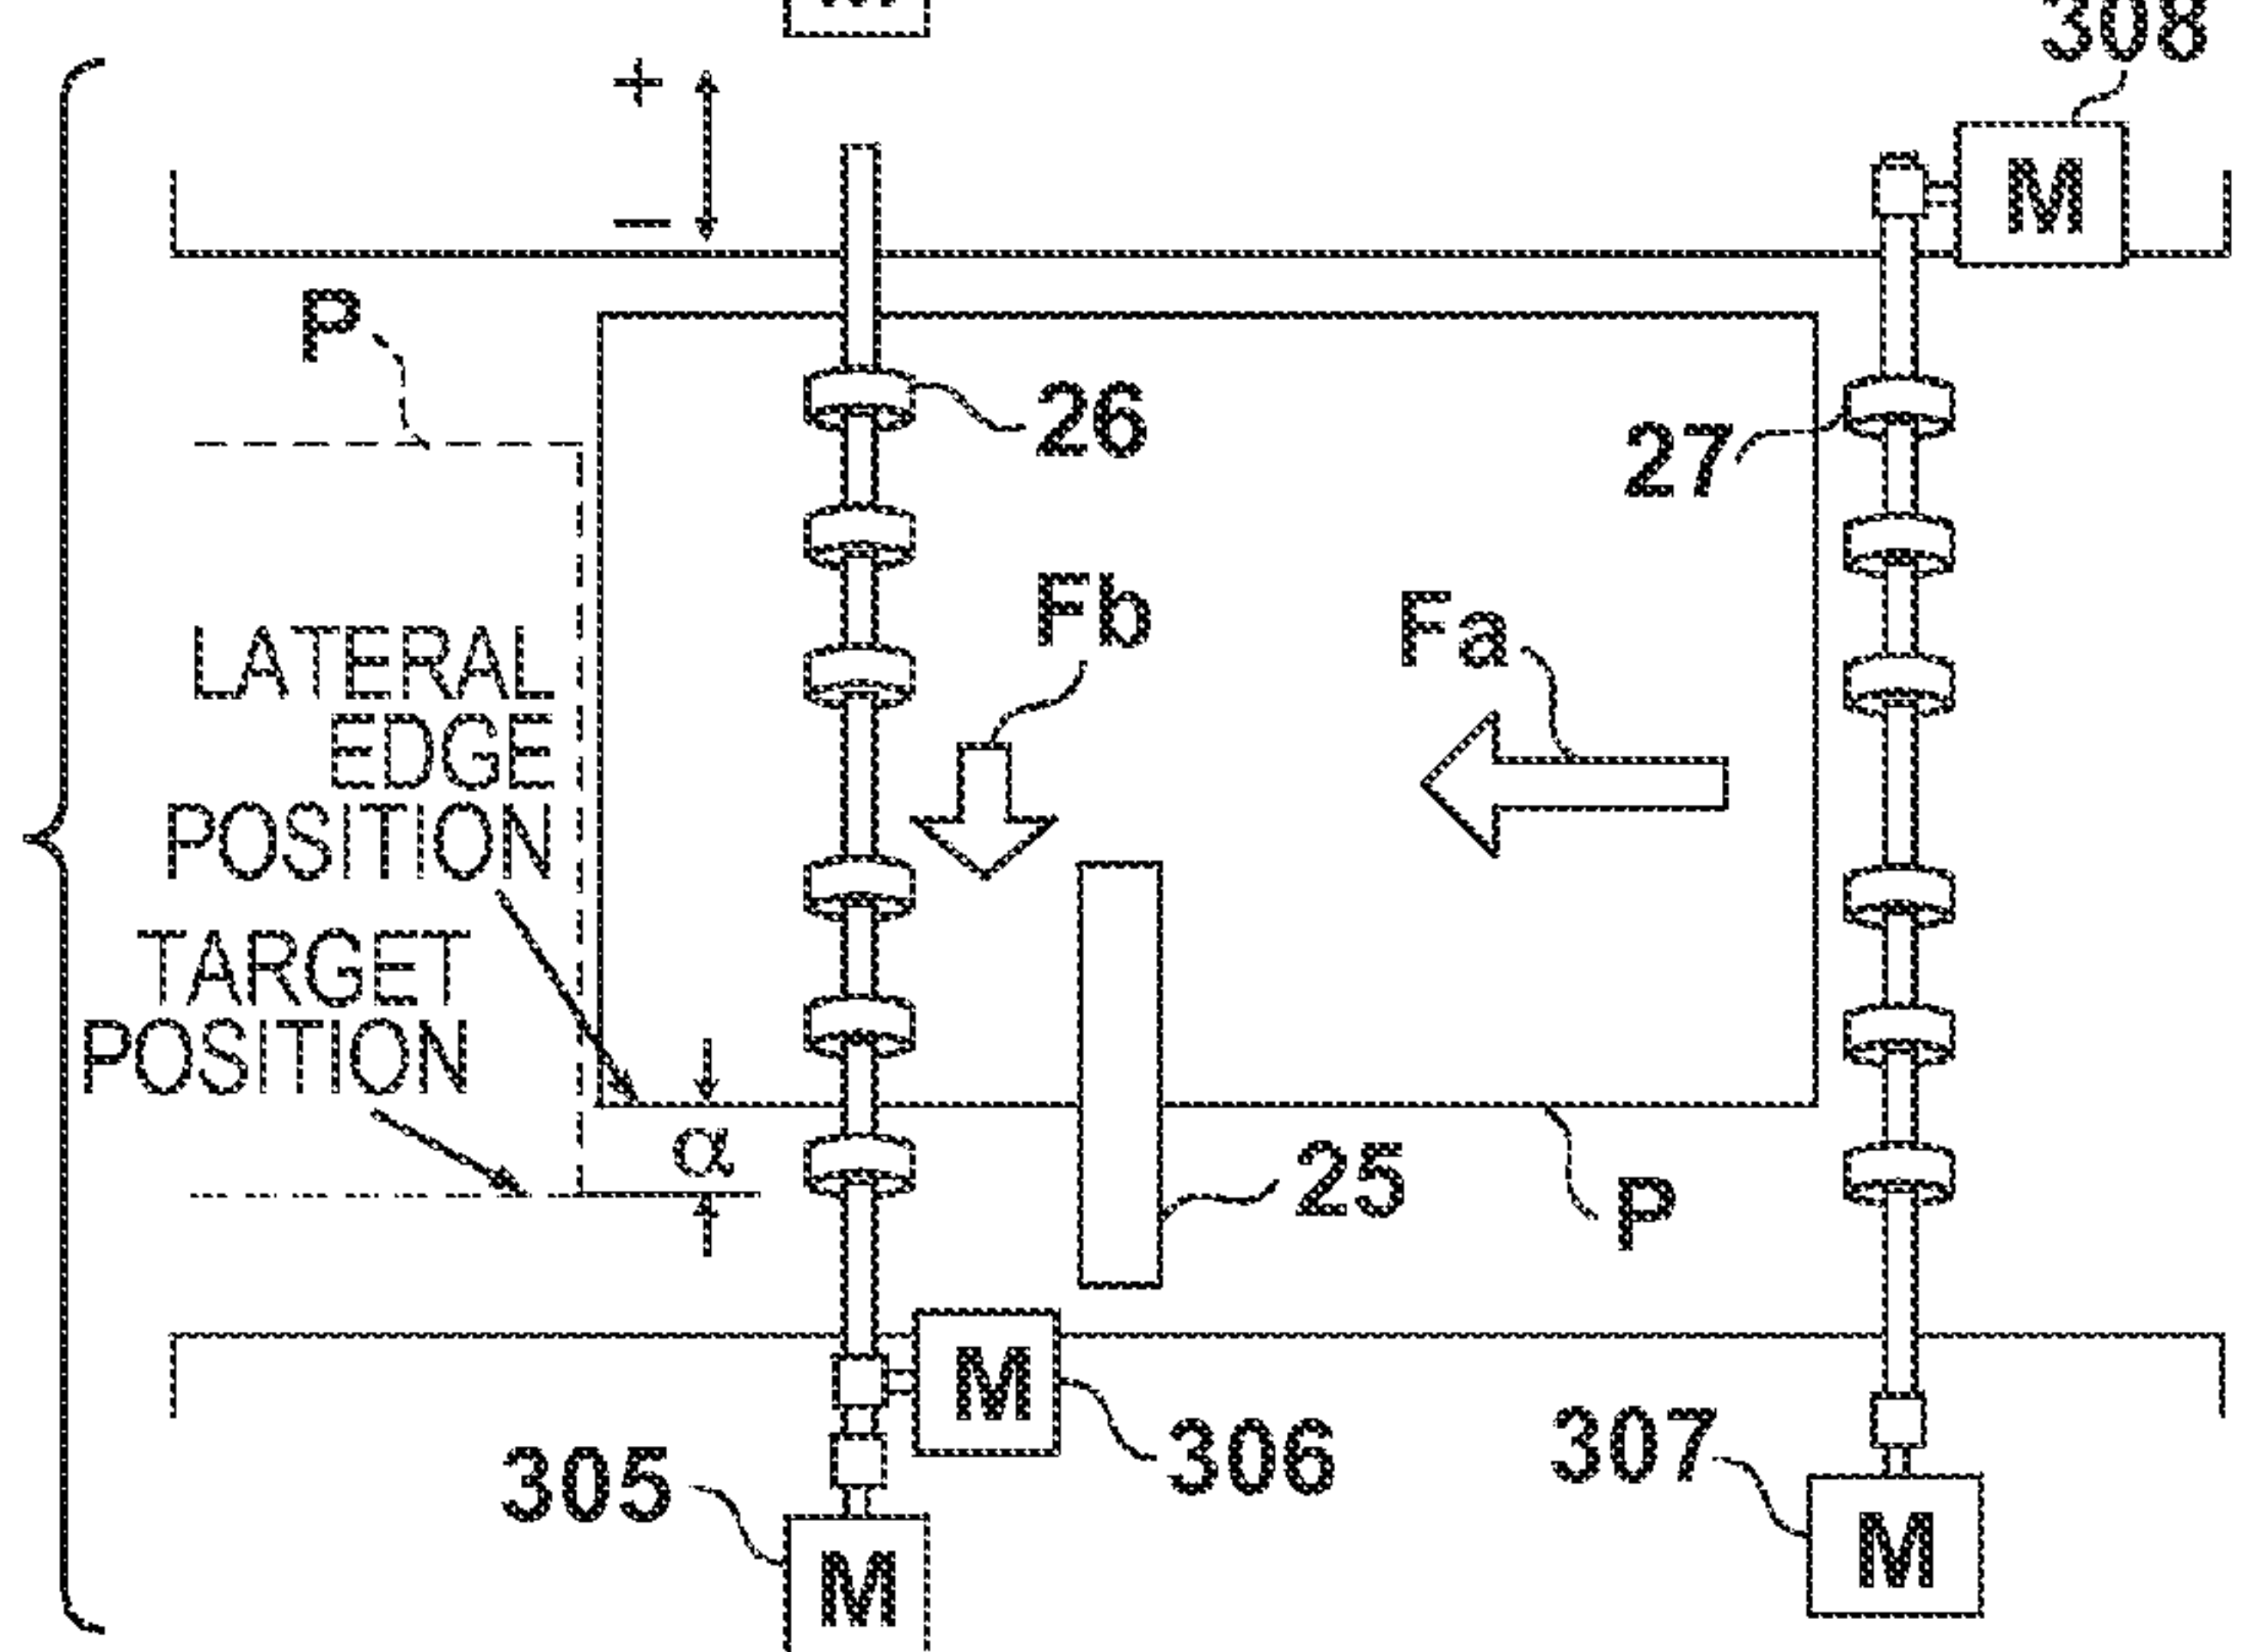 308
+
M
−
P
26
27
Fb
Fa
LATERAL
EDGE
POSITION
TARGET
POSITION
α
25
P
M
306
305
307
M
M